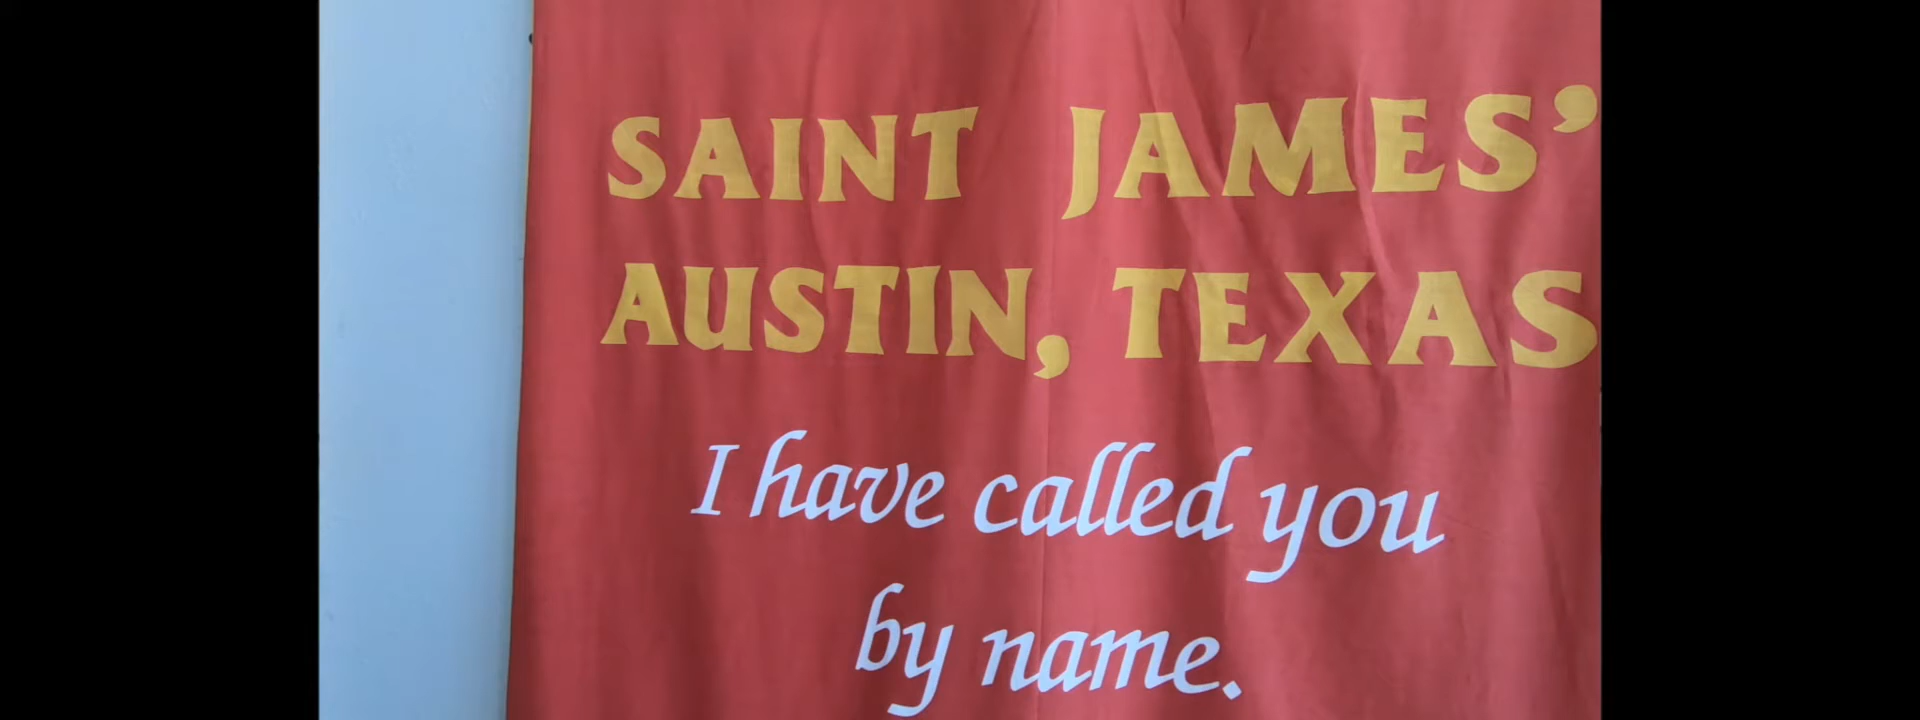 SAINT JAMES’
AUSTIN, TEXAS
I have called you
by name.